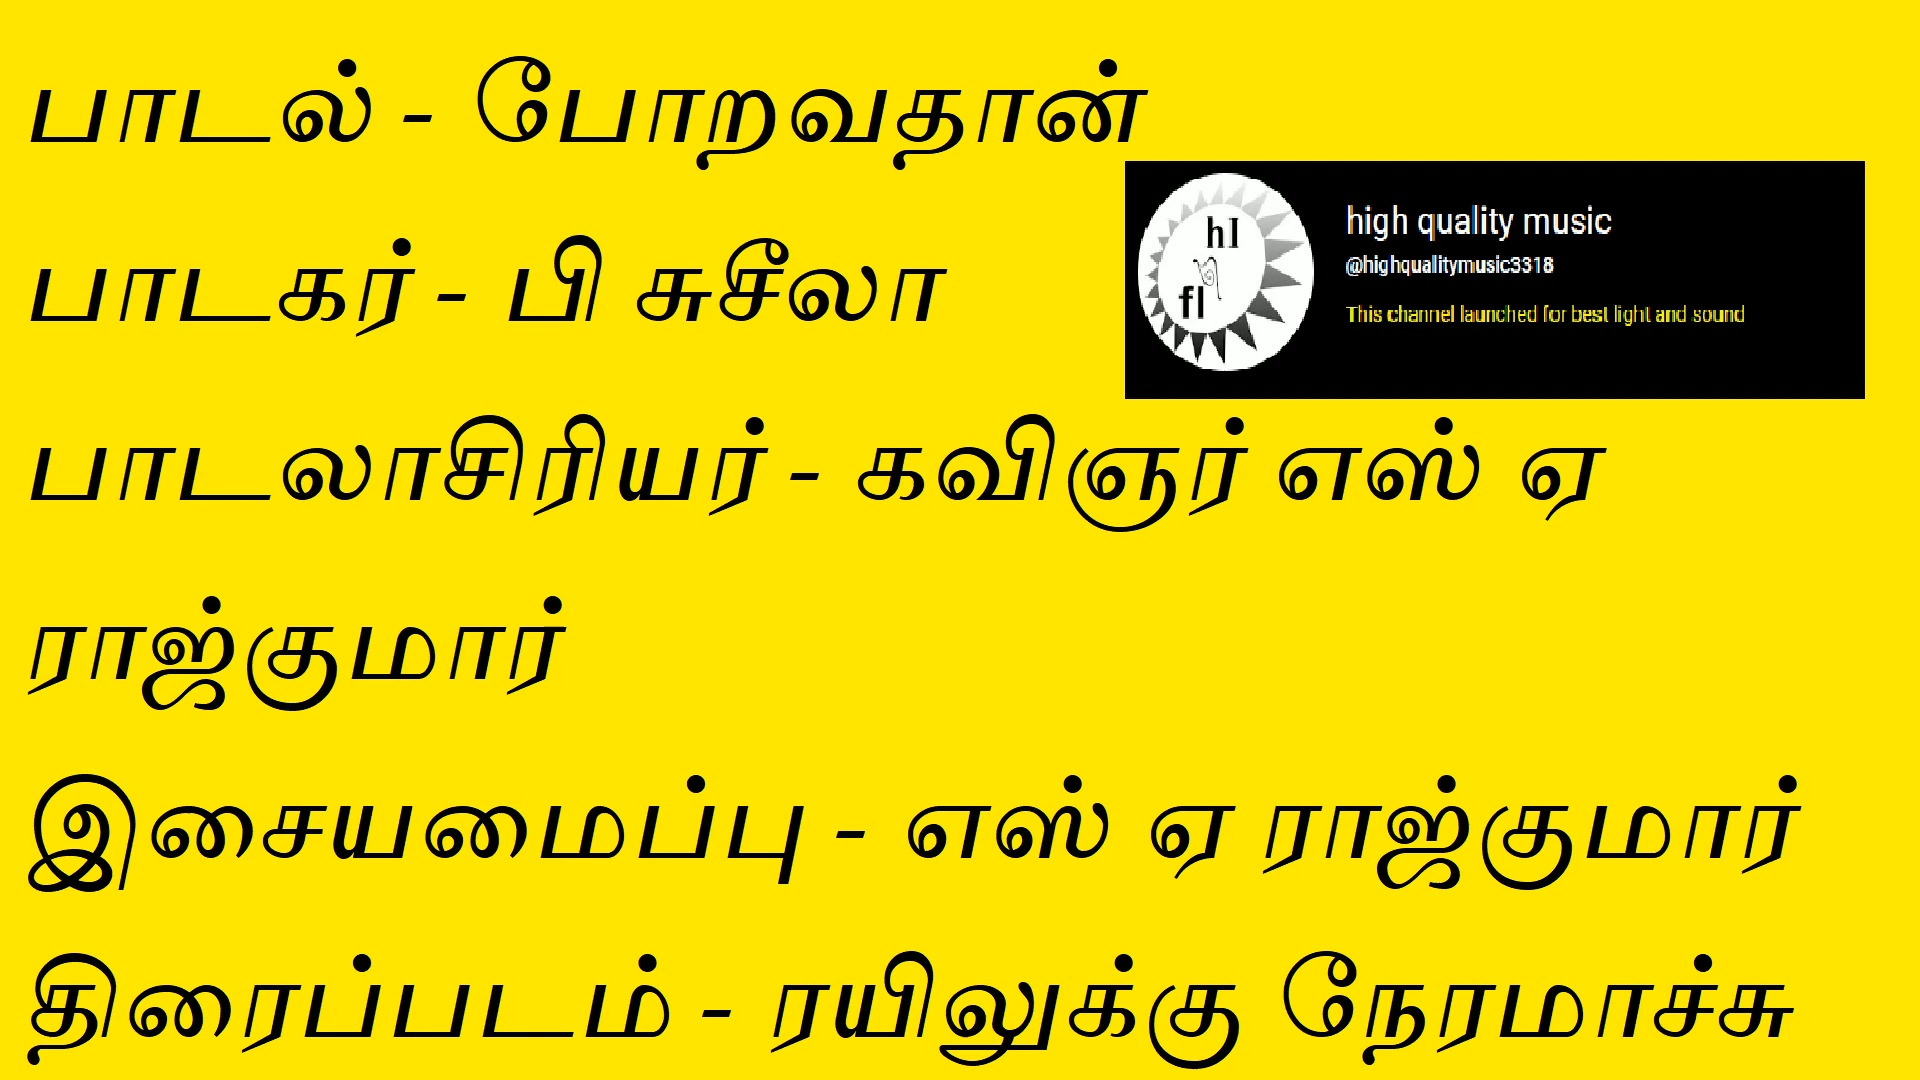 பாடல் - போறவதான்
பாடகர் - பி சுசீலா
hI
fI
high quality music
@highqualitymusic3318
This channel launched for best light and sound
பாடலாசிரியர் - கவிஞர் எஸ் ஏ
ராஜ்குமார்
இசையமைப்பு - எஸ் ஏ ராஜ்குமார்
திரைப்படம் - ரயிலுக்கு நேரமாச்சு